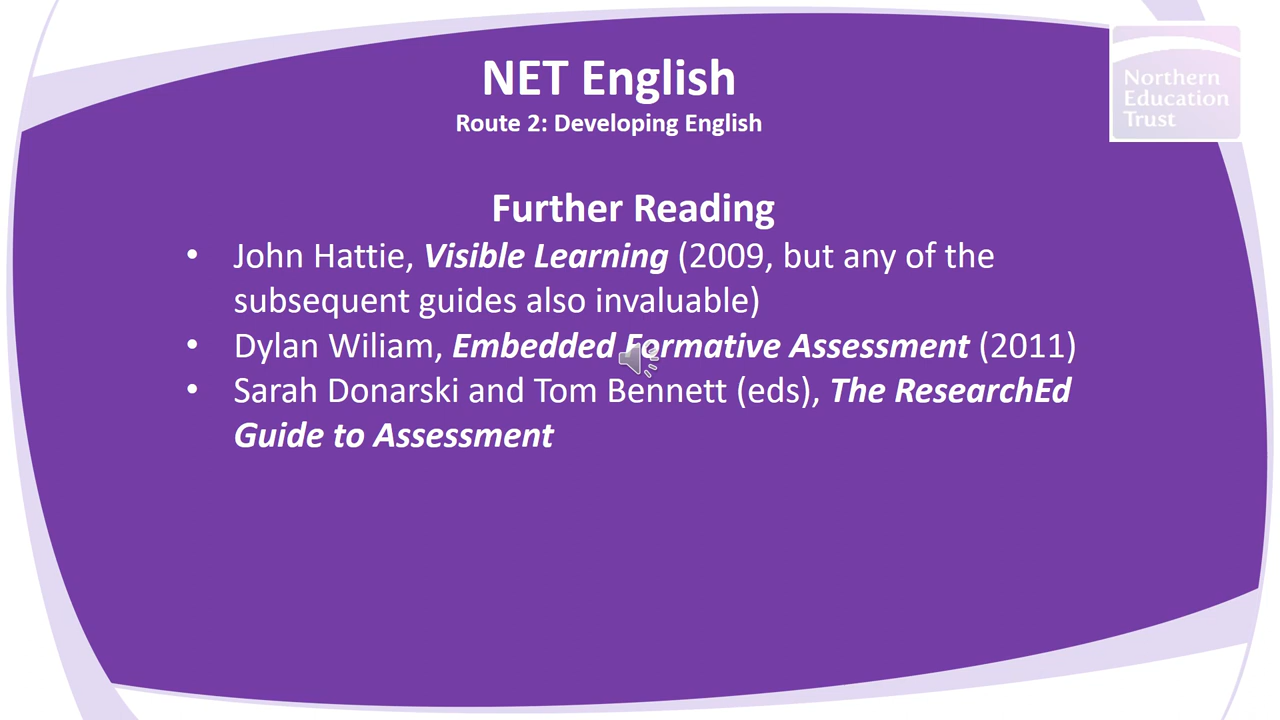 NET English
Route 2: Developing English
Northern
Education
Trust
Further Reading
• John Hattie, Visible Learning (2009, but any of the
subsequent guides also invaluable)
• Dylan Wiliam, Embedded Formative Assessment (2011)
• Sarah Donarski and Tom Bennett (eds), The ResearchEd
Guide to Assessment